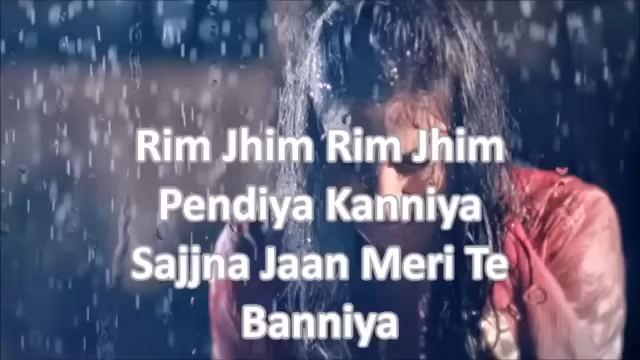 Rim Jhim Rim Jhim
Pendiya Kanniya
Sajjna Jaan Meri Te
Banniya